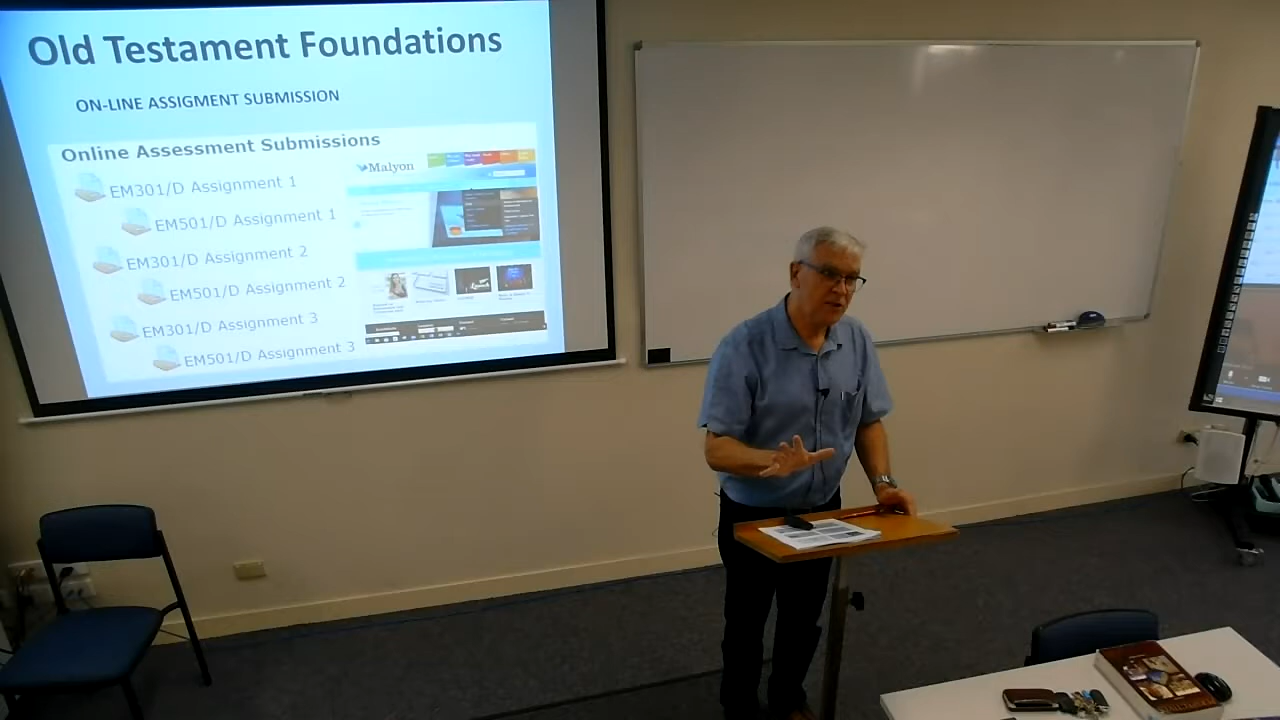 Old Testament Foundations
ON-LINE ASSIGMENT SUBMISSION
Online Assessment Submissions
Malyon
EM301/D Assignment 1
EM501/D Assignment 1
EM301/D Assignment 2
EM501/D Assignment 2
EM301/D Assignment 3
EM501/D Assignment 3